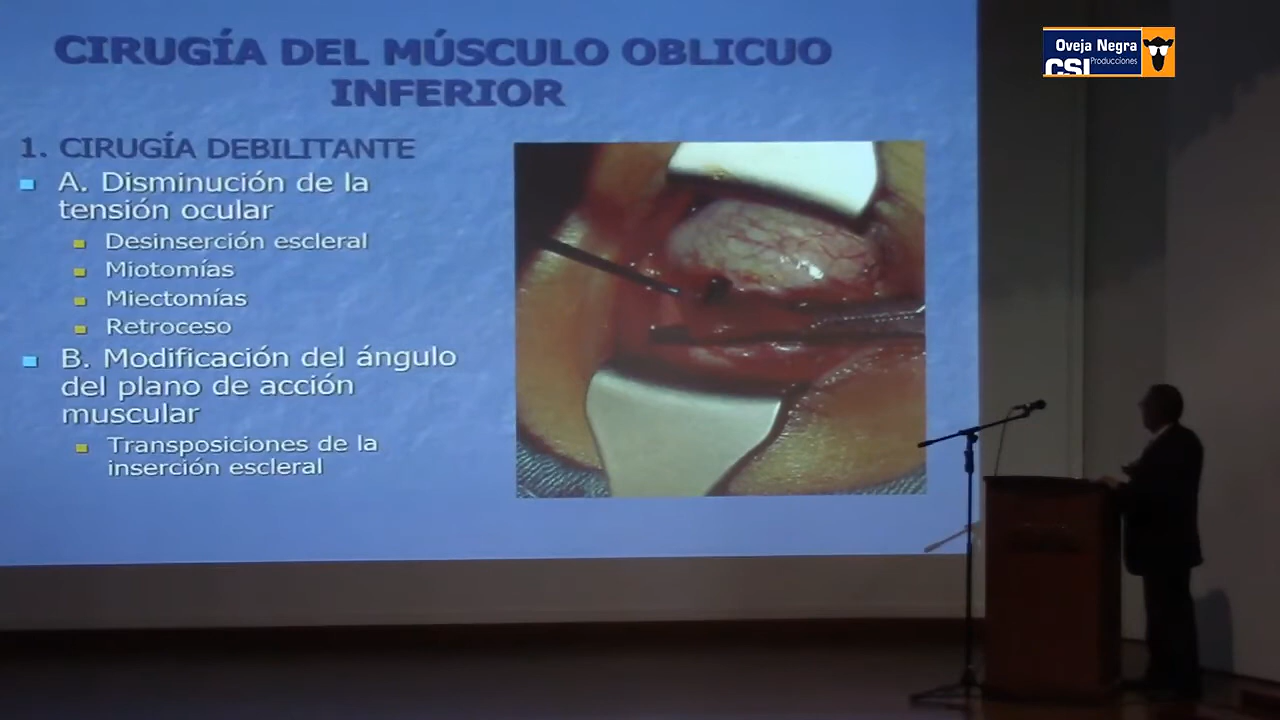 CIRUGÍA DEL MÚSCULO OBLICUO
INFERIOR
1. CIRUGÍA DEBILITANTE
A. Disminución de la
tensión ocular
Desinserción escleral
Miotomías
Miectomías
Retroceso
B. Modificación del ángulo
del plano de acción
muscular
Transposiciones de la
inserción escleral
Oveja Negra
CSI Producciones